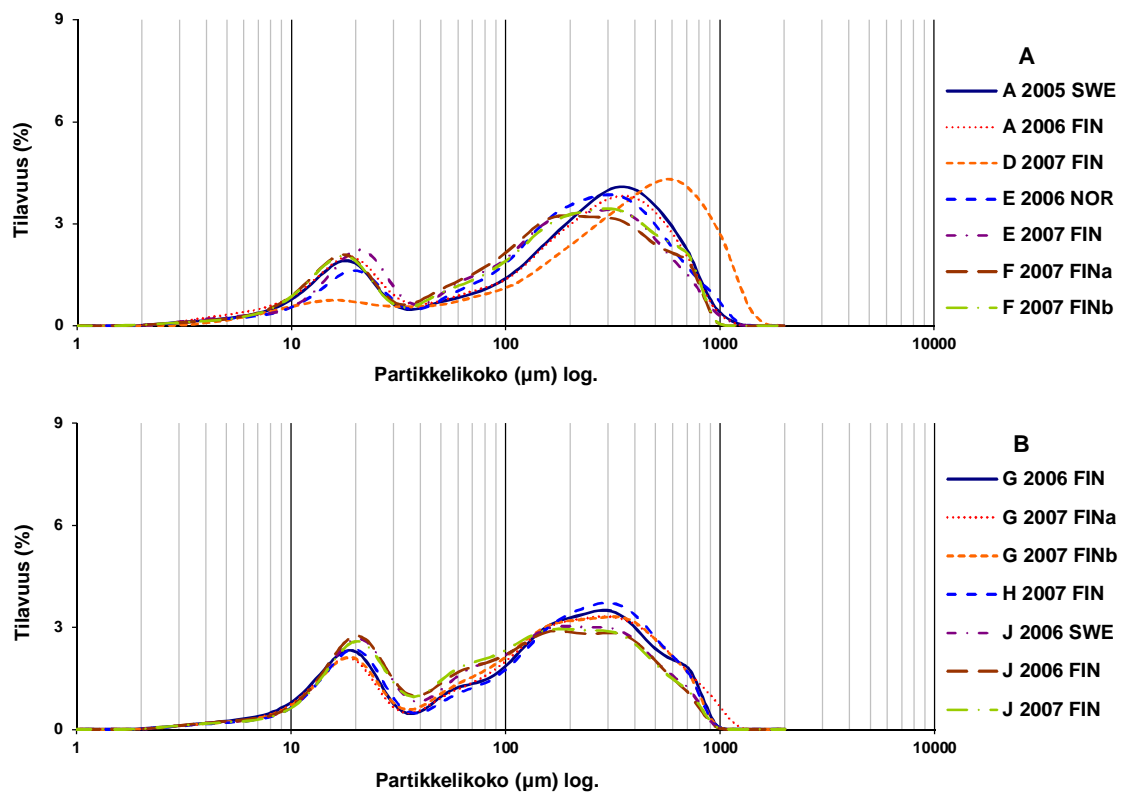 A
9
6
3
0
Tilavuus (%)
1
10
100
1000
10000
Partikkelikoko (µm) log.
A 2005 SWE
A 2006 FIN
D 2007 FIN
E 2006 NOR
E 2007 FIN
F 2007 FINa
F 2007 FINb
B
9
6
3
0
Tilavuus (%)
1
10
100
1000
10000
Partikkelikoko (µm) log.
G 2006 FIN
G 2007 FINa
G 2007 FINb
H 2007 FIN
J 2006 SWE
J 2006 FIN
J 2007 FIN